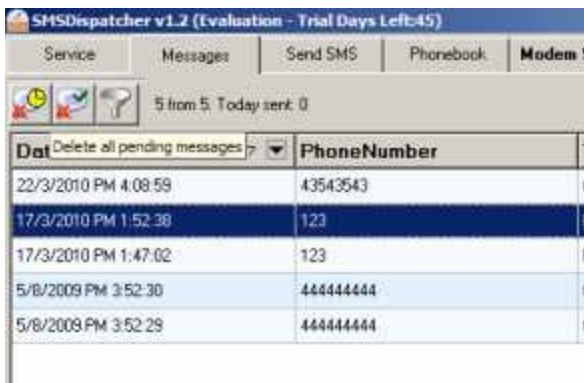 SMSDispatcher v1.2 (Evaluation - Trial Days Left:45)
Service Messages Send SMS Phonebook Modem
5 from 5. Today sent: 0
Delete all pending messages
Dat PhoneNumber
22/3/2010 PM 4:08:59 43543543
17/3/2010 PM 1:52:38 123
17/3/2010 PM 1:47:02 123
5/8/2009 PM 3:52:30 444444444
5/8/2009 PM 3:52:29 444444444